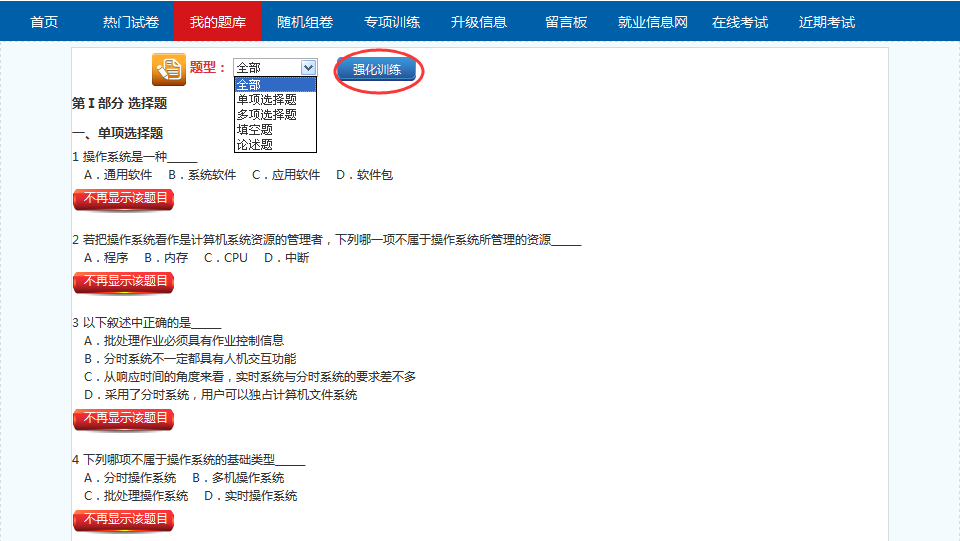 首页 热门试卷 我的题库 随机组卷 专项训练 升级信息 留言板 就业信息网 在线考试 近期考试
题型： 全部 强化训练
全部
单项选择题
多项选择题
填空题
论述题
第 I 部分 选择题
一、单项选择题
1 操作系统是一种_____
A．通用软件 B．系统软件 C．应用软件 D．软件包
不再显示该题目
2 若把操作系统看作是计算机系统资源的管理者，下列哪一项不属于操作系统所管理的资源_____
A．程序 B．内存 C．CPU D．中断
不再显示该题目
3 以下叙述中正确的是_____
A．批处理作业必须具有作业控制信息
B．分时系统不一定都具有人机交互功能
C．从响应时间的角度来看，实时系统与分时系统的要求差不多
D．采用了分时系统，用户可以独占计算机文件系统
不再显示该题目
4 下列哪项不属于操作系统的基础类型_____
A．分时操作系统 B．多机操作系统
C．批处理操作系统 D．实时操作系统
不再显示该题目